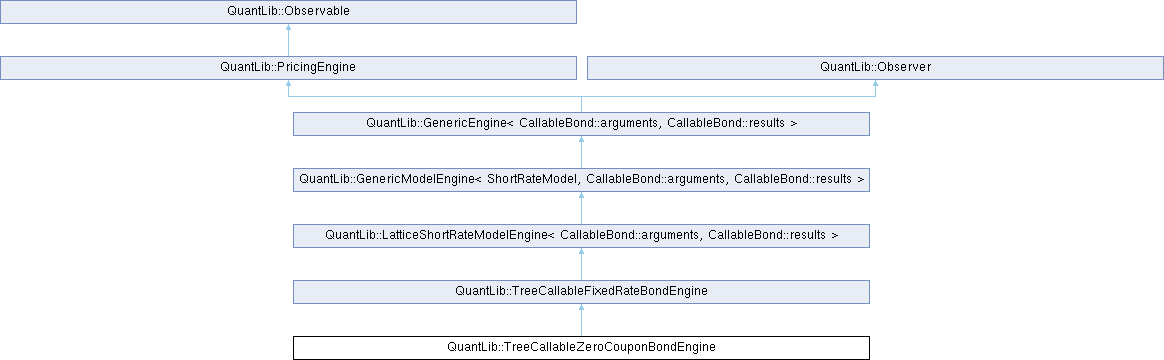 QuantLib::Observable
QuantLib::PricingEngine
QuantLib::Observer
QuantLib::GenericEngine< CallableBond::arguments, CallableBond::results >
QuantLib::GenericModelEngine< ShortRateModel, CallableBond::arguments, CallableBond::results >
QuantLib::LatticeShortRateModelEngine< CallableBond::arguments, CallableBond::results >
QuantLib::TreeCallableFixedRateBondEngine
QuantLib::TreeCallableZeroCouponBondEngine